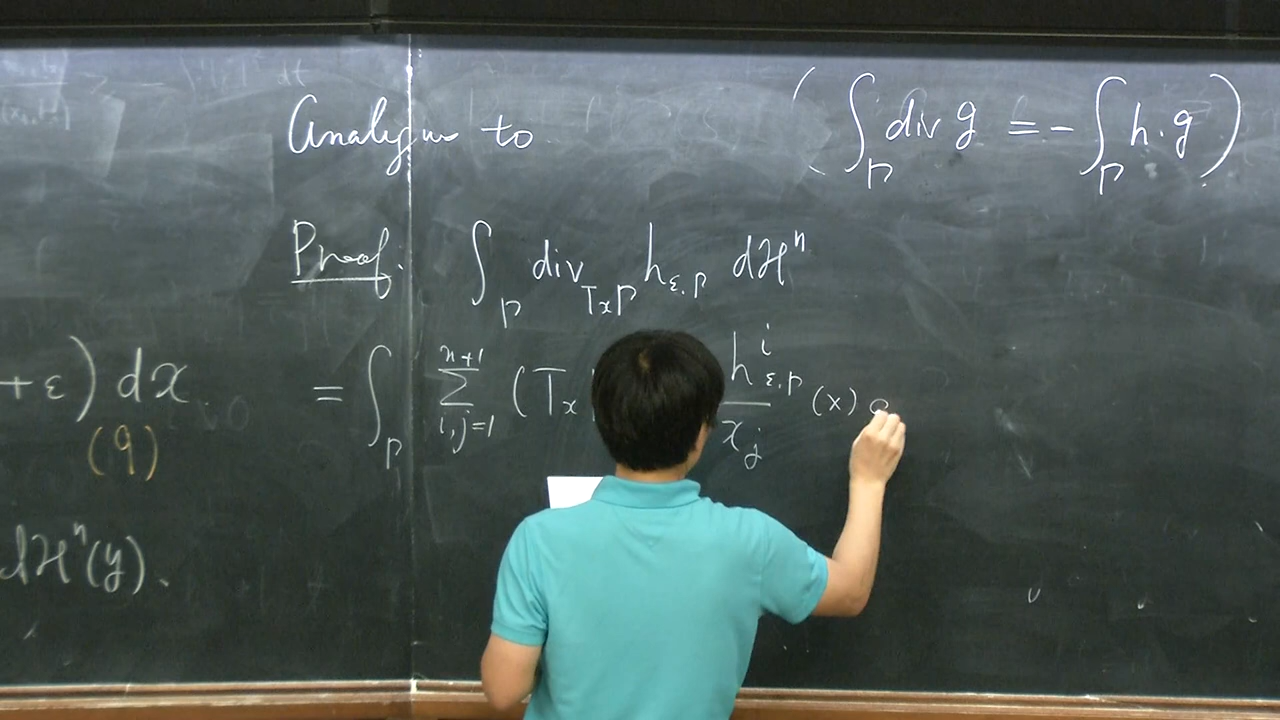 Analogue to ( ∫_Γ div g = - ∫_Γ h · g )
Proof. ∫_Γ div_{T_xΓ} h_{ε,Γ} dℋ^n
+ε) dx
= ∫_Γ Σ_{i,j=1}^{n+1} (T_x h^i_{ε,Γ} / x_j (x)
(9)
dℋ^n(y).